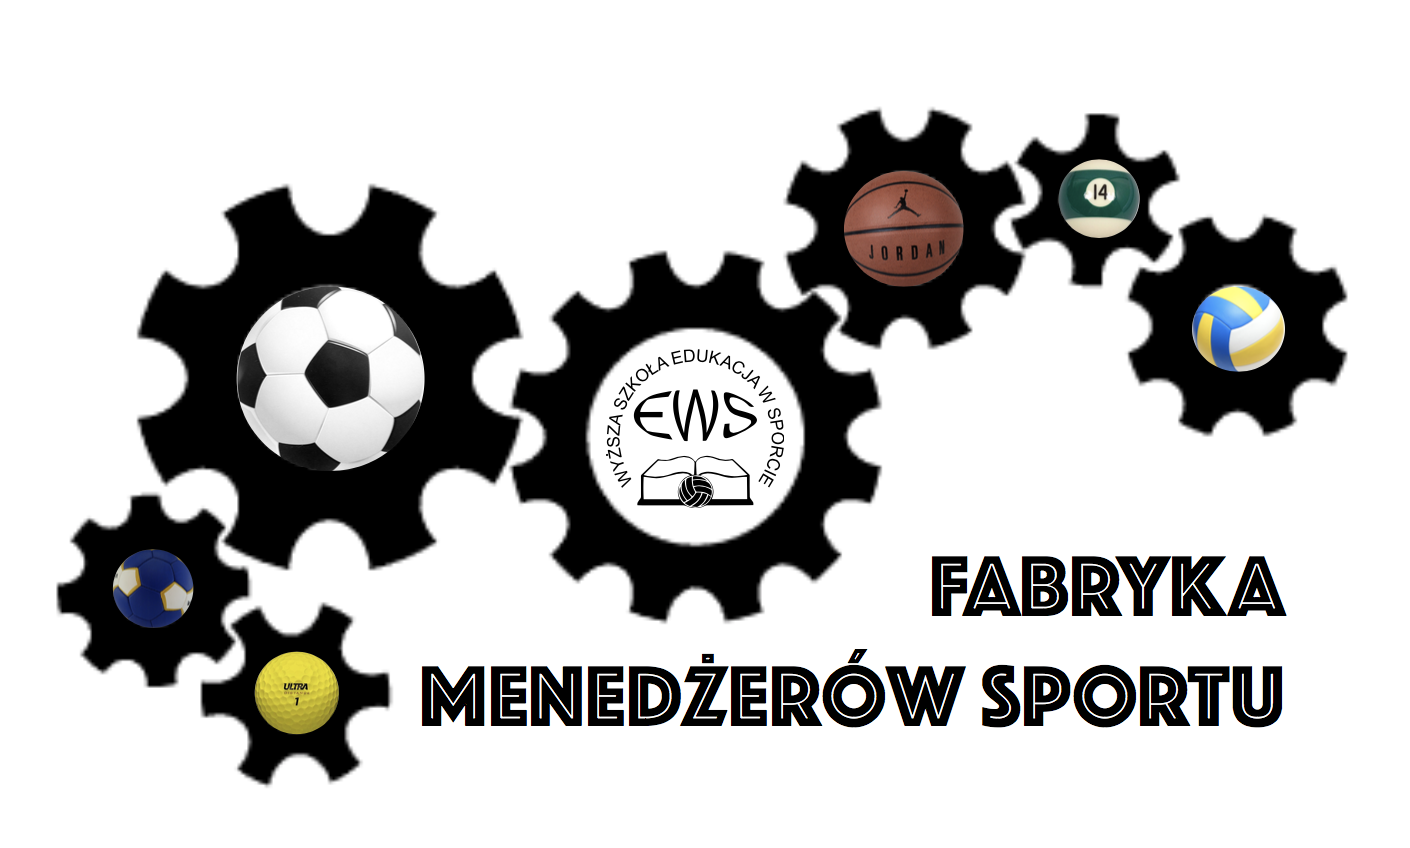 14
JORDAN
WYŻSZA SZKOŁA EDUKACJA W SPORCIE
EWS
FABRYKA
MENEDŻERÓW SPORTU
ULTRA
1